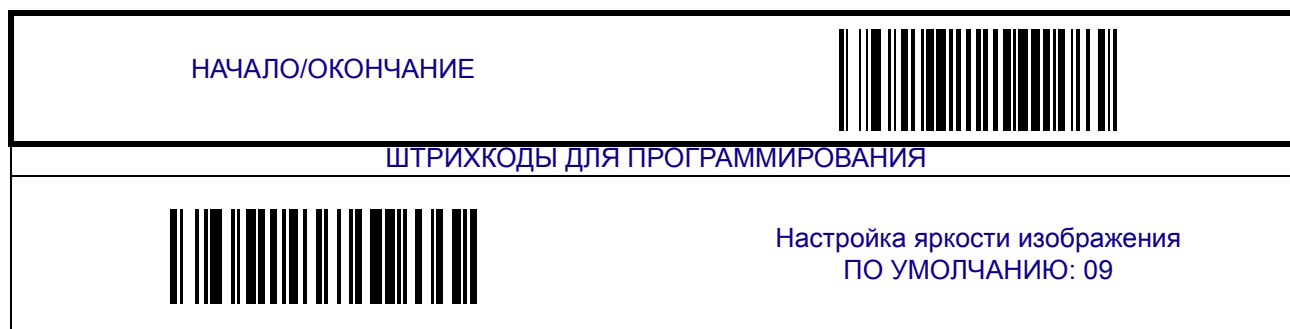 НАЧАЛО/ОКОНЧАНИЕ
ШТРИХКОДЫ ДЛЯ ПРОГРАММИРОВАНИЯ
Настройка яркости изображения
ПО УМОЛЧАНИЮ: 09